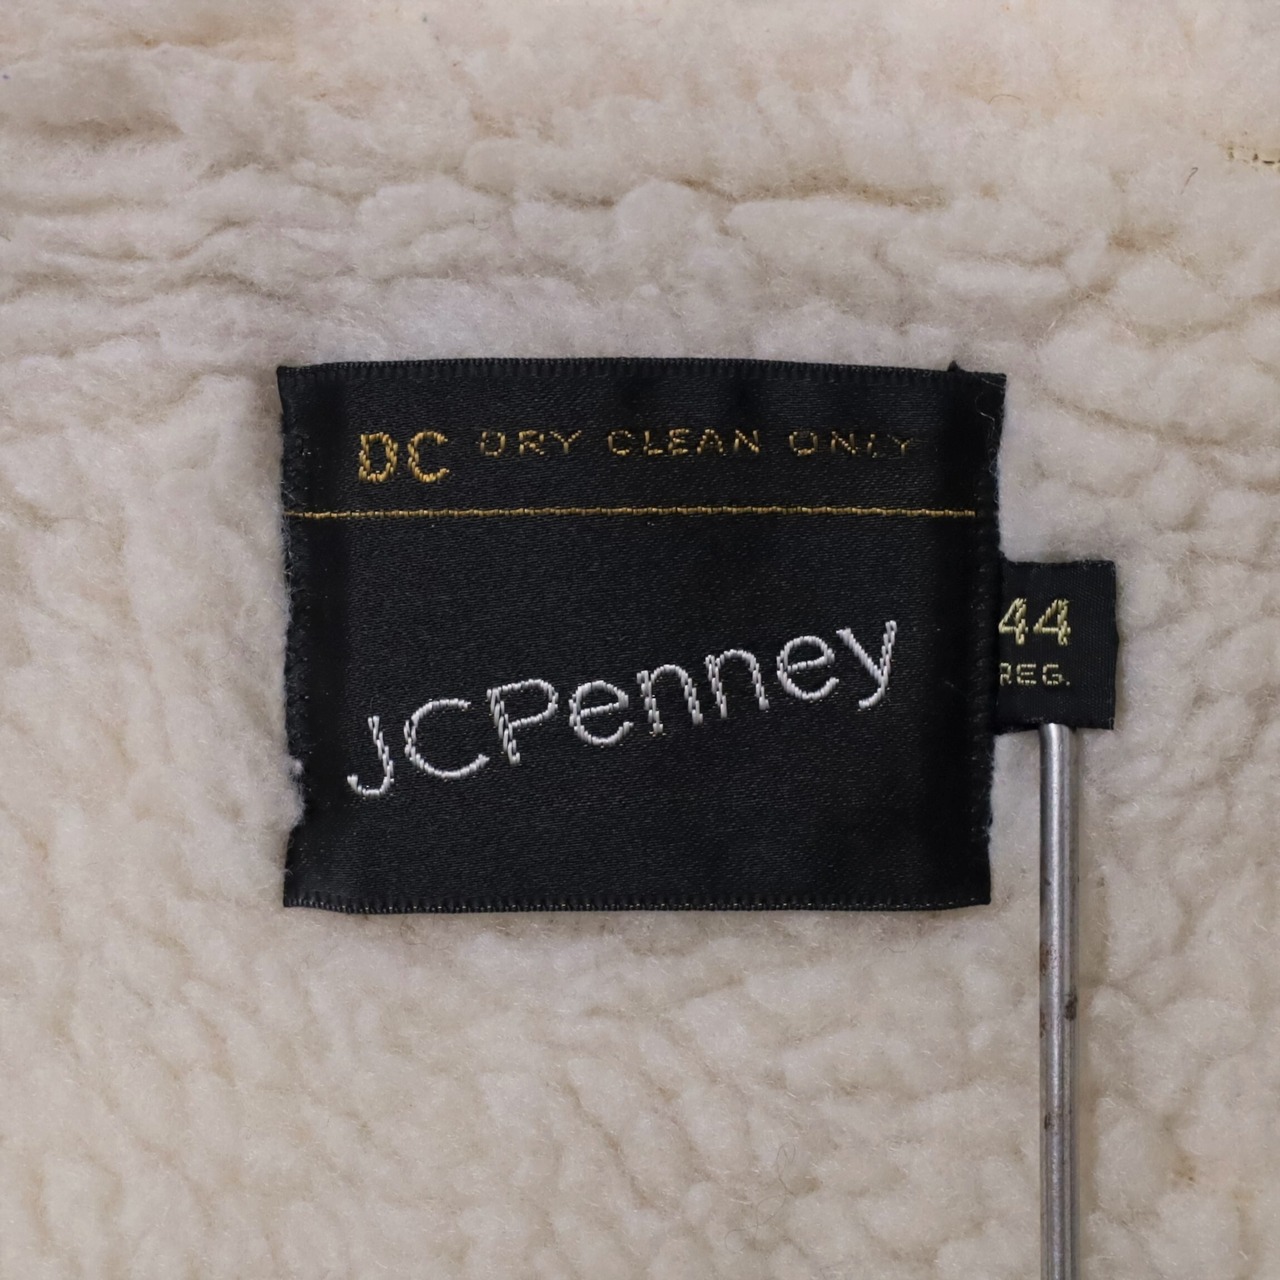 DC DRY CLEAN ONLY
JCPenney
44
REG.